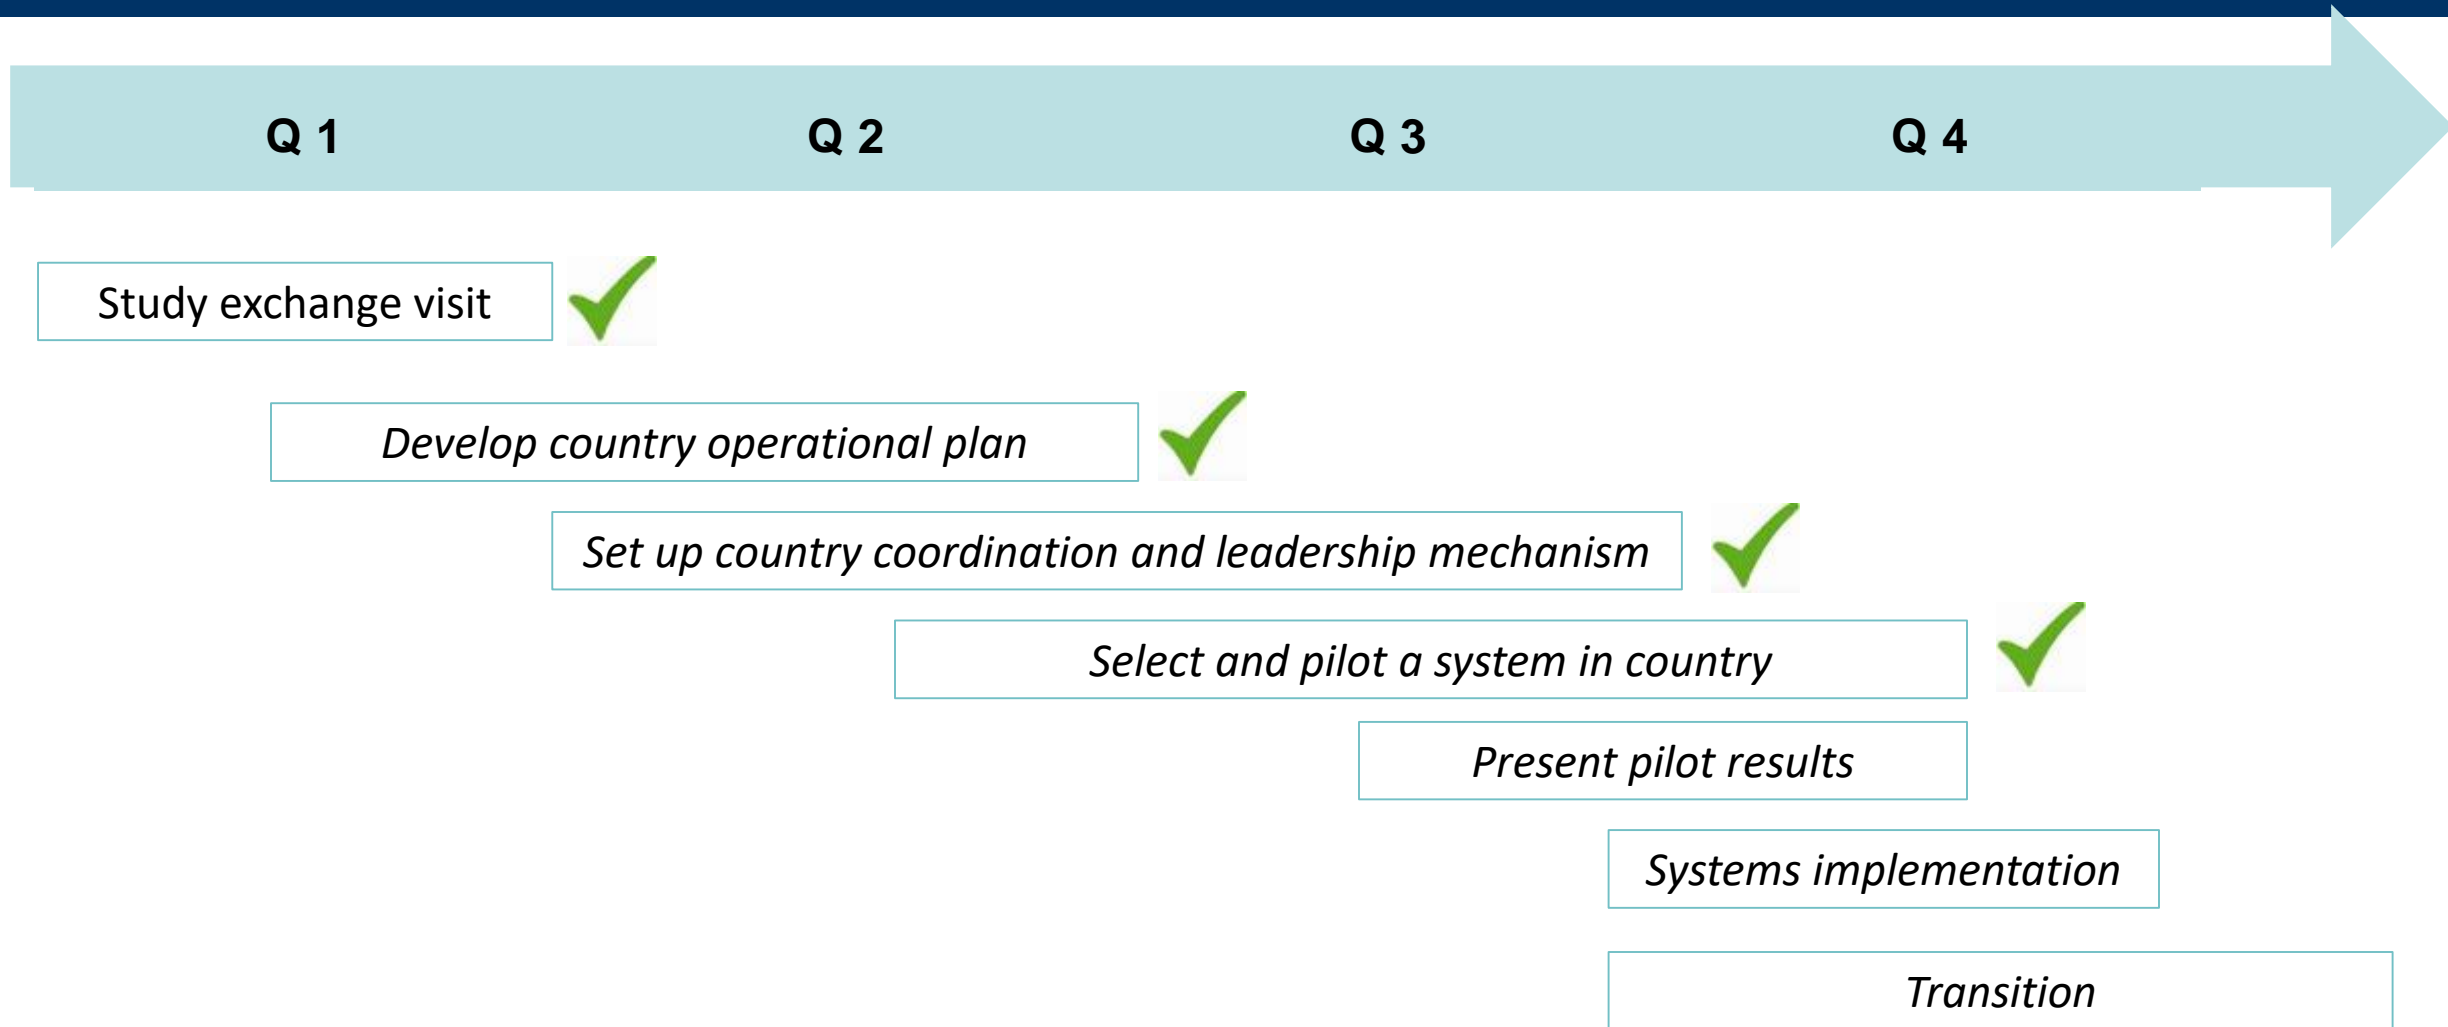 Q 1 Q 2 Q 3 Q 4
Study exchange visit
Develop country operational plan
Set up country coordination and leadership mechanism
Select and pilot a system in country
Present pilot results
Systems implementation
Transition